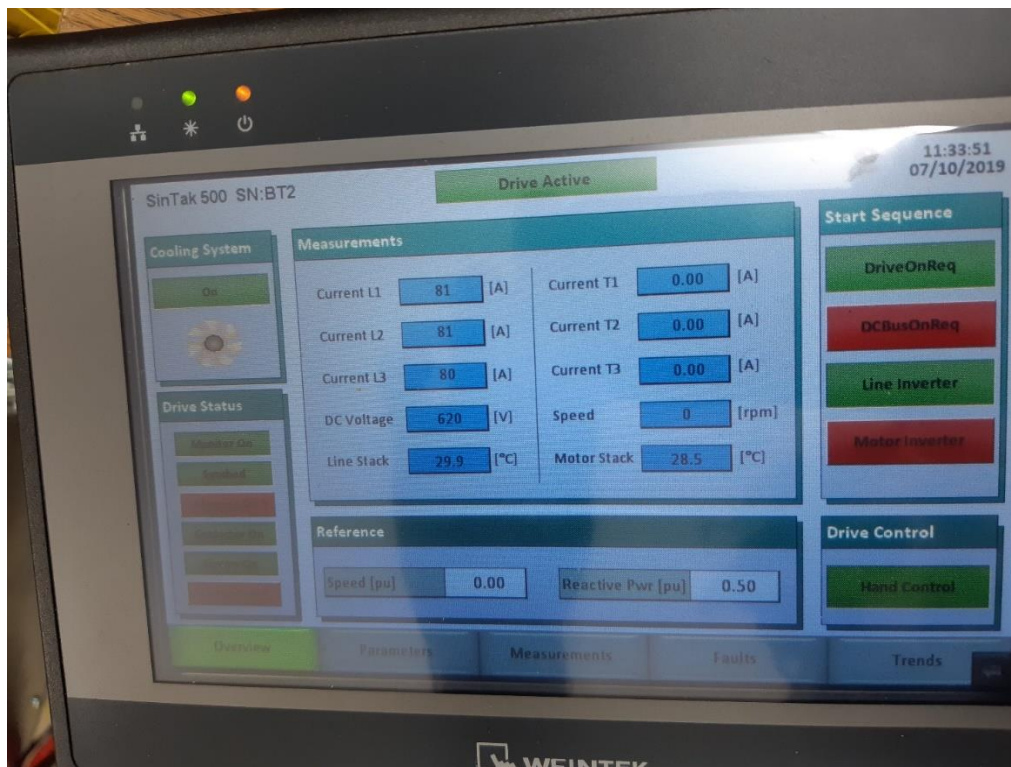 11:33:51
07/10/2019
SinTak 500 SN:BT2
Drive Active
Cooling System
On
Measurements
Current L1 81 [A]
Current L2 81 [A]
Current L3 80 [A]
DC Voltage 620 [V]
Line Stack 29.9 [°C]
Current T1 0.00 [A]
Current T2 0.00 [A]
Current T3 0.00 [A]
Speed 0 [rpm]
Motor Stack 28.5 [°C]
Start Sequence
DriveOnReq
DCBusOnReq
Line Inverter
Motor Inverter
Drive Status
Monitor On
Reference
Speed [pu] 0.00
Reactive Pwr [pu] 0.50
Drive Control
Hand Control
Overview
Parameters
Measurements
Faults
Trends
WEINTEK